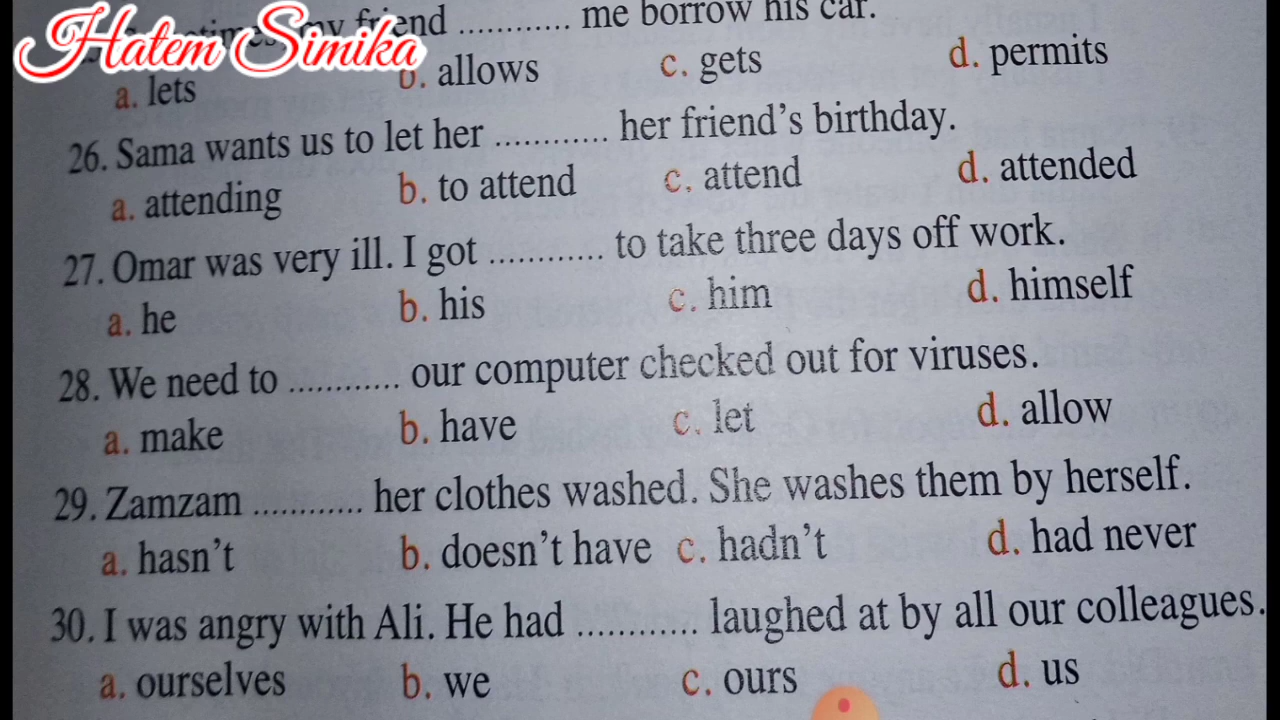 Hatem Simika
my friend ............ me borrow his car.
a. lets b. allows c. gets d. permits
26. Sama wants us to let her ............ her friend's birthday.
a. attending b. to attend c. attend d. attended
27. Omar was very ill. I got ............ to take three days off work.
a. he b. his c. him d. himself
28. We need to ............ our computer checked out for viruses.
a. make b. have c. let d. allow
29. Zamzam ............ her clothes washed. She washes them by herself.
a. hasn't b. doesn't have c. hadn't d. had never
30. I was angry with Ali. He had ............ laughed at by all our colleagues.
a. ourselves b. we c. ours d. us